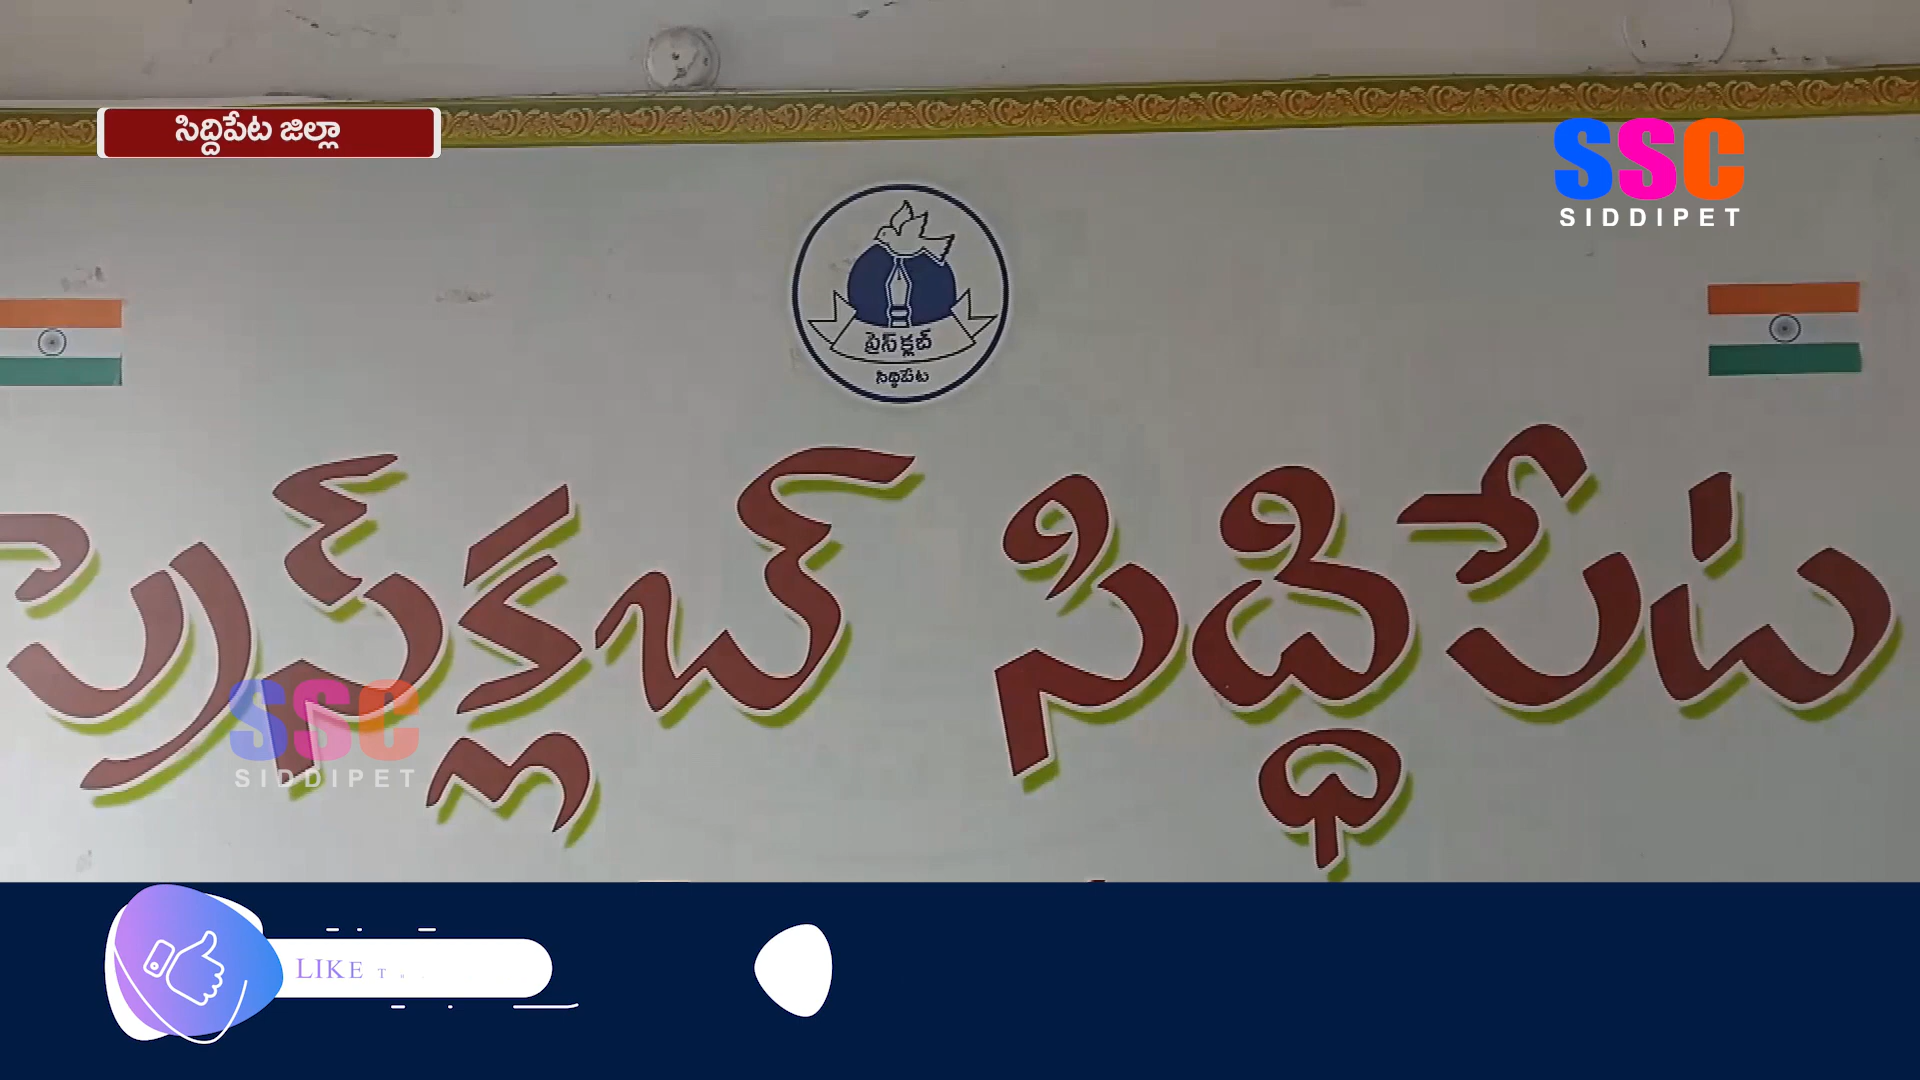 సిద్దిపేట జిల్లా
SSC
SIDDIPET
ప్రెస్ క్లబ్
సిద్ధిపేట
ప్రెస్‌క్లబ్ సిద్ధిపేట
SSC
SIDDIPET
LIKE T